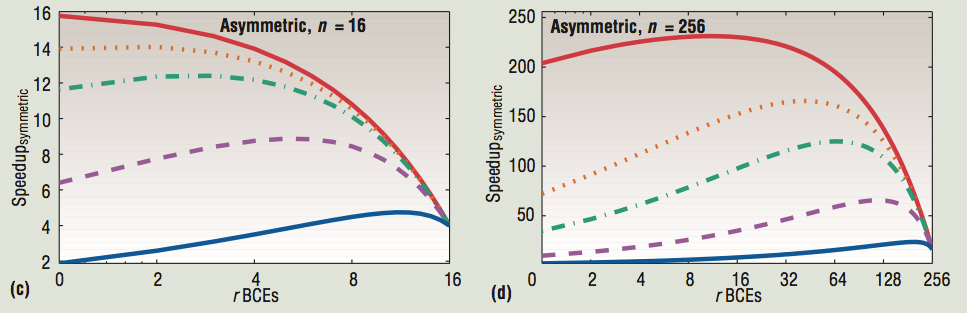 Asymmetric, n = 16
Speedup symmetric
16
14
12
10
8
6
4
2
0 2 4 8 16
r BCEs
(c)
Asymmetric, n = 256
Speedup symmetric
250
200
150
100
50
0 2 4 8 16 32 64 128 256
r BCEs
(d)